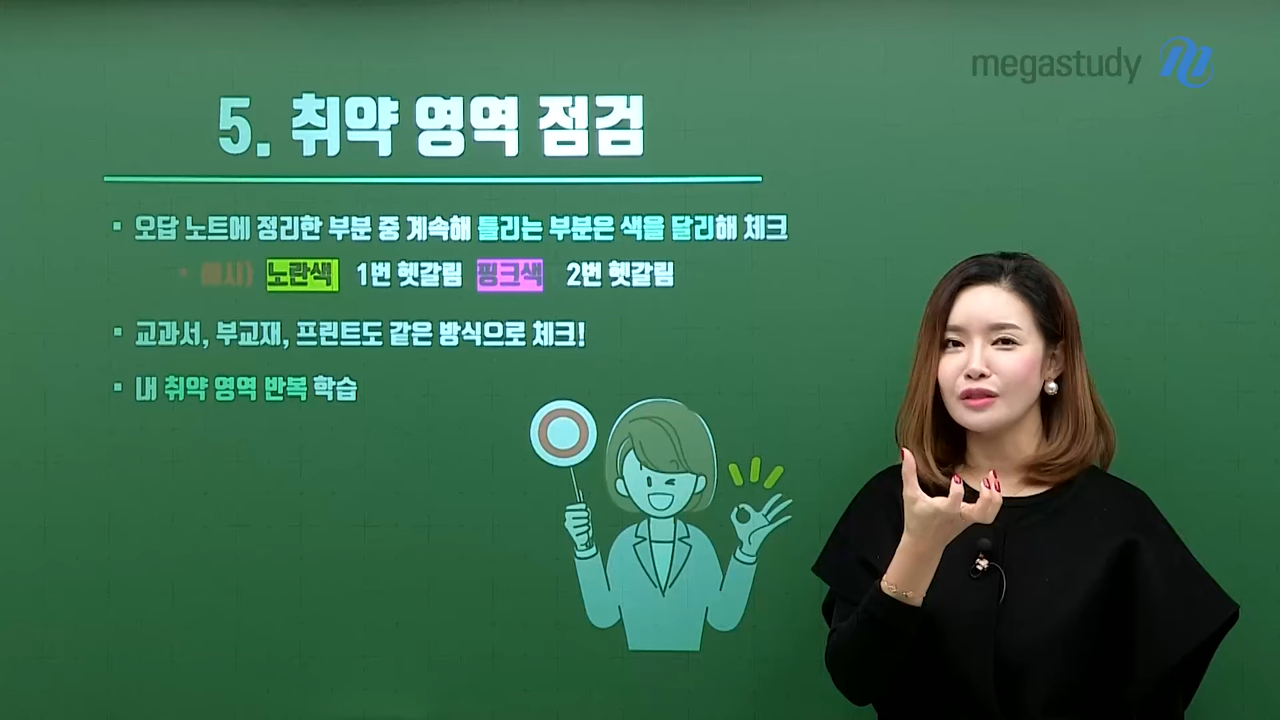 megastudy
5. 취약 영역 점검
오답 노트에 정리한 부분 중 계속해 틀리는 부분은 색을 달리해 체크
예시) 노란색 1번 헷갈림 핑크색 2번 헷갈림
교과서, 부교재, 프린트도 같은 방식으로 체크!
내 취약 영역 반복 학습